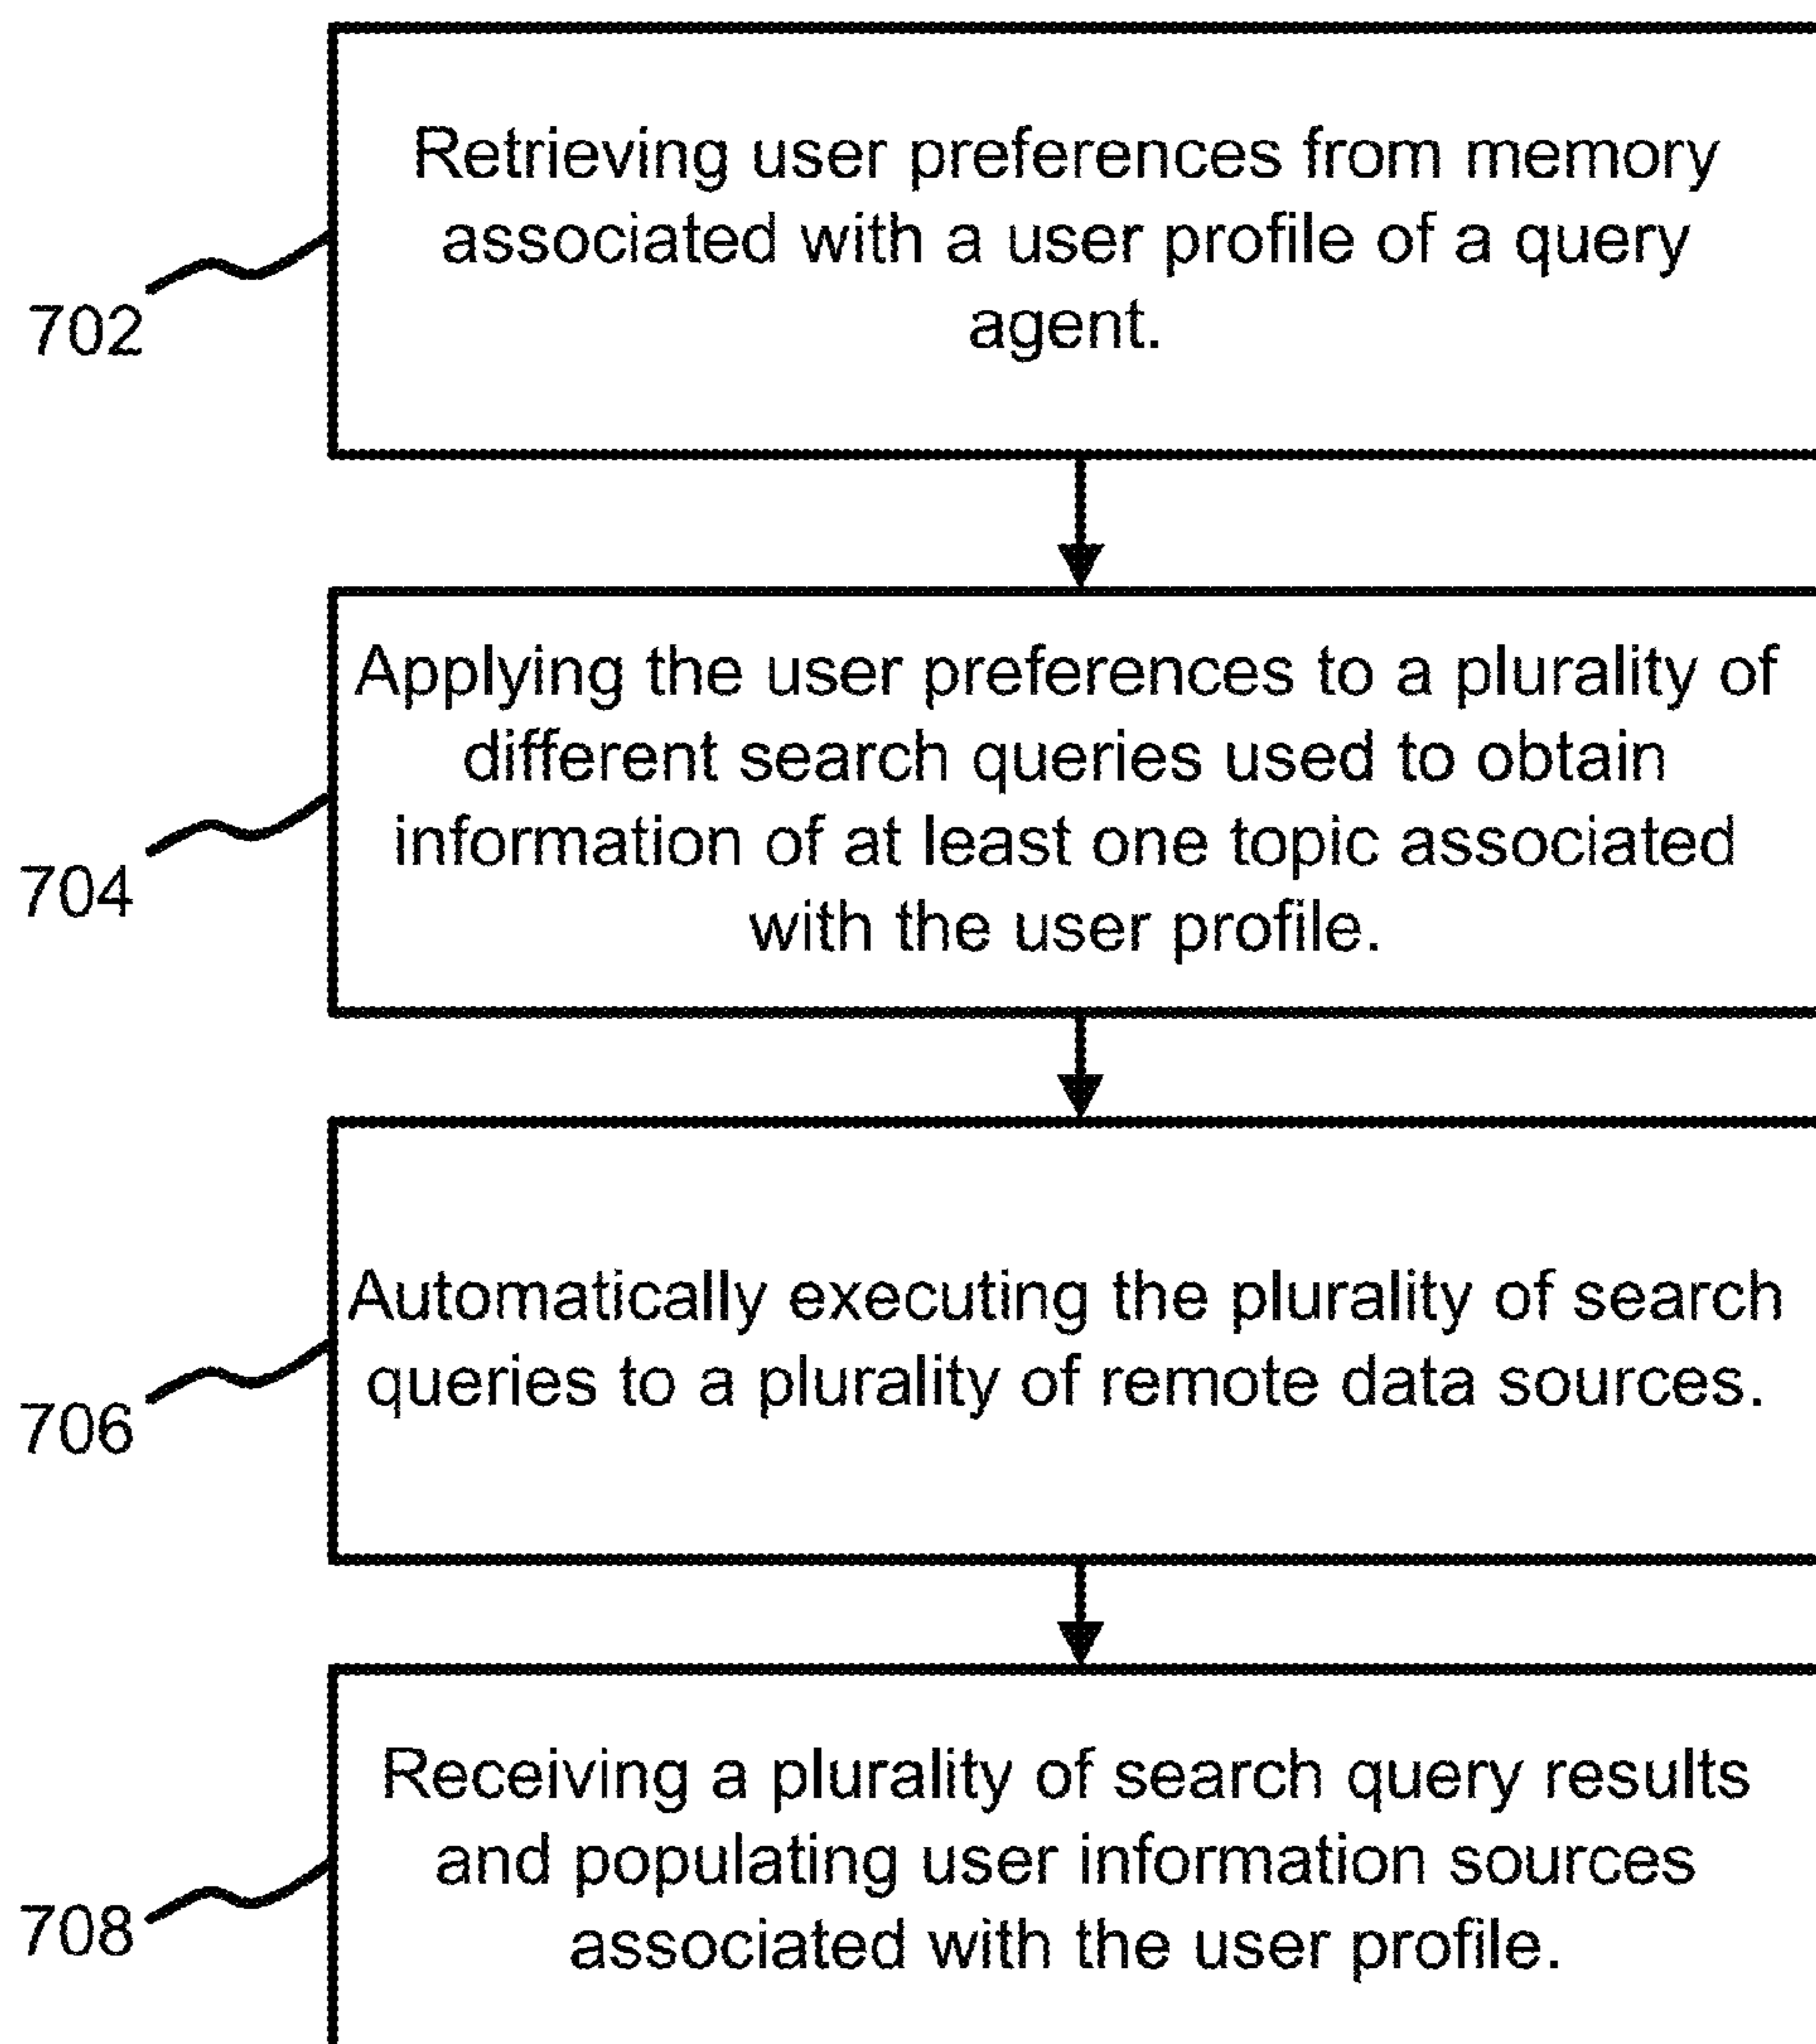 Retrieving user preferences from memory
associated with a user profile of a query
agent.
702
Applying the user preferences to a plurality of
different search queries used to obtain
information of at least one topic associated
with the user profile.
704
Automatically executing the plurality of search
queries to a plurality of remote data sources.
706
Receiving a plurality of search query results
and populating user information sources
associated with the user profile.
708